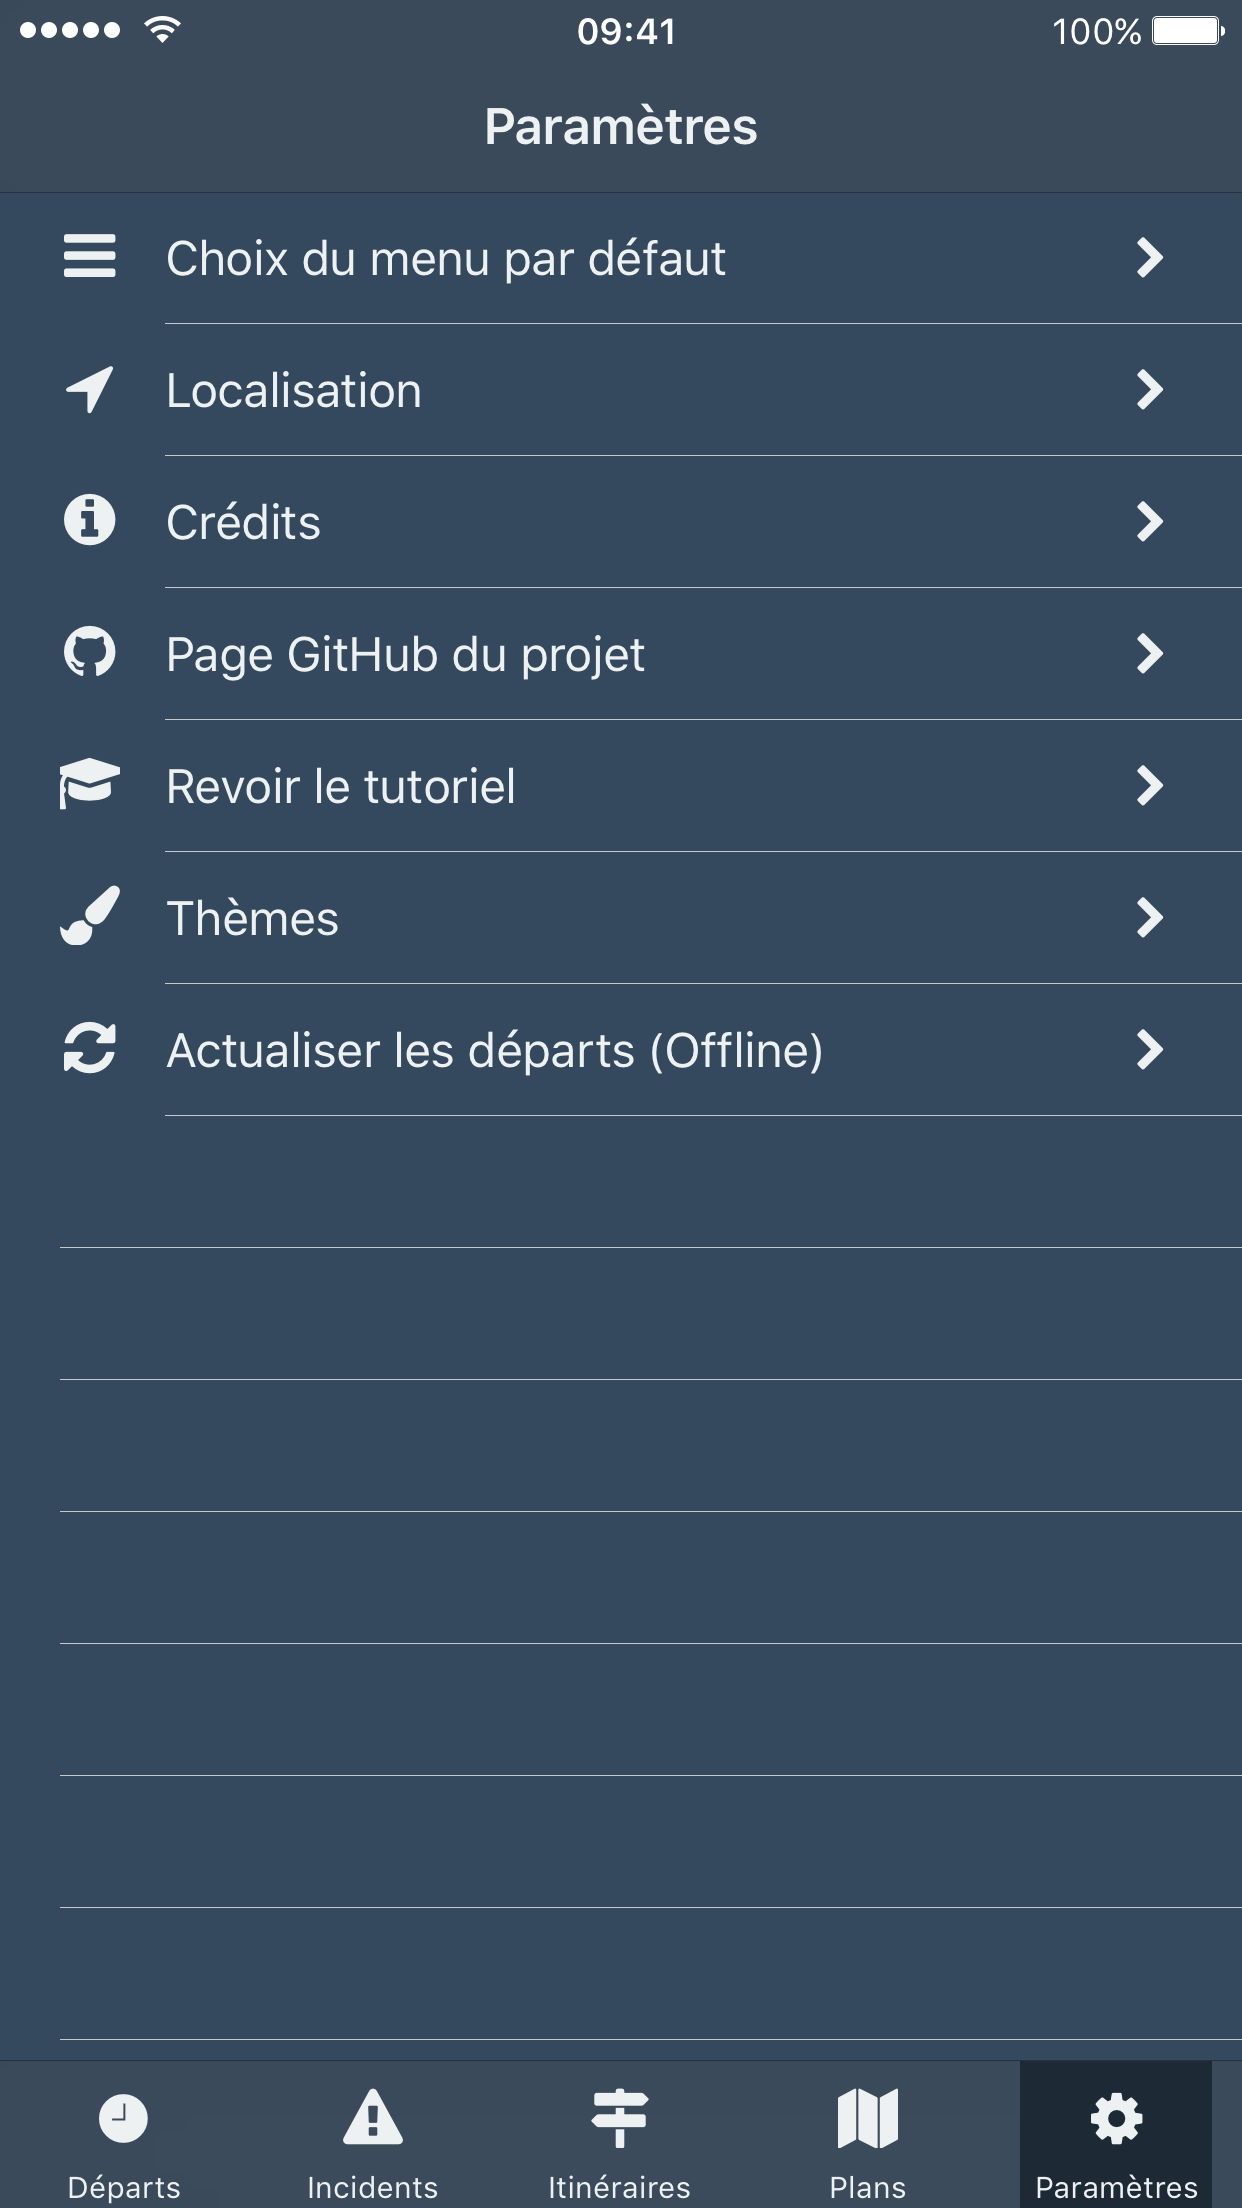 09:41
100%
Paramètres
Choix du menu par défaut
Localisation
Crédits
Page GitHub du projet
Revoir le tutoriel
Thèmes
Actualiser les départs (Offline)
Départs
Incidents
Itinéraires
Plans
Paramètres